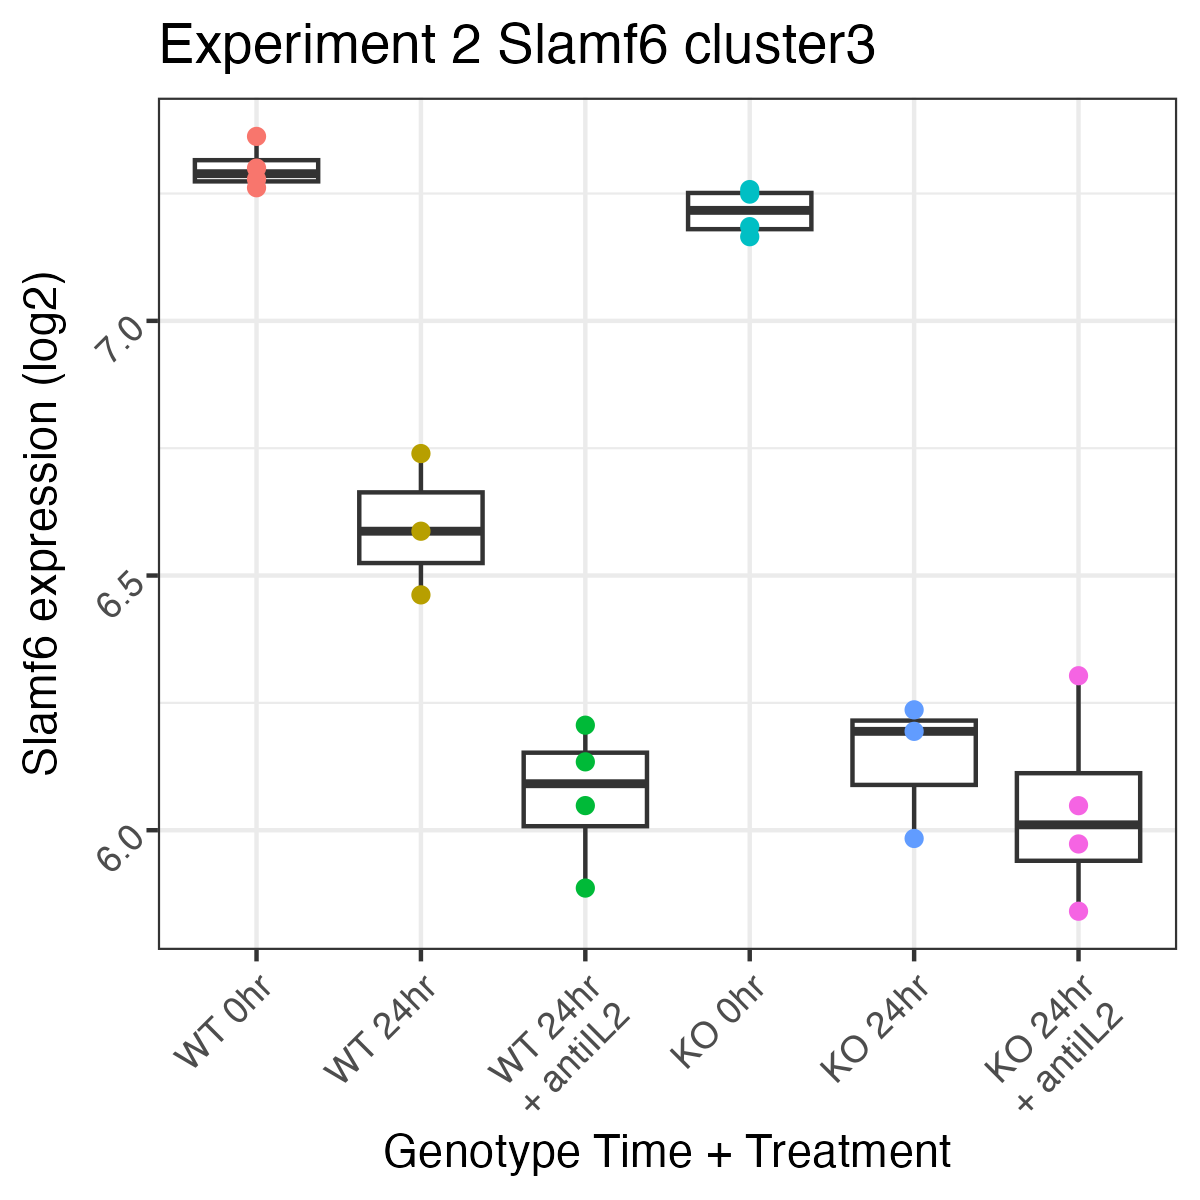 Experiment 2 Slamf6 cluster3
Slamf6 expression (log2)
7.0
6.5
6.0
WT 0hr
WT 24hr
WT 24hr
+ antiIL2
KO 0hr
KO 24hr
KO 24hr
+ antiIL2
Genotype Time + Treatment